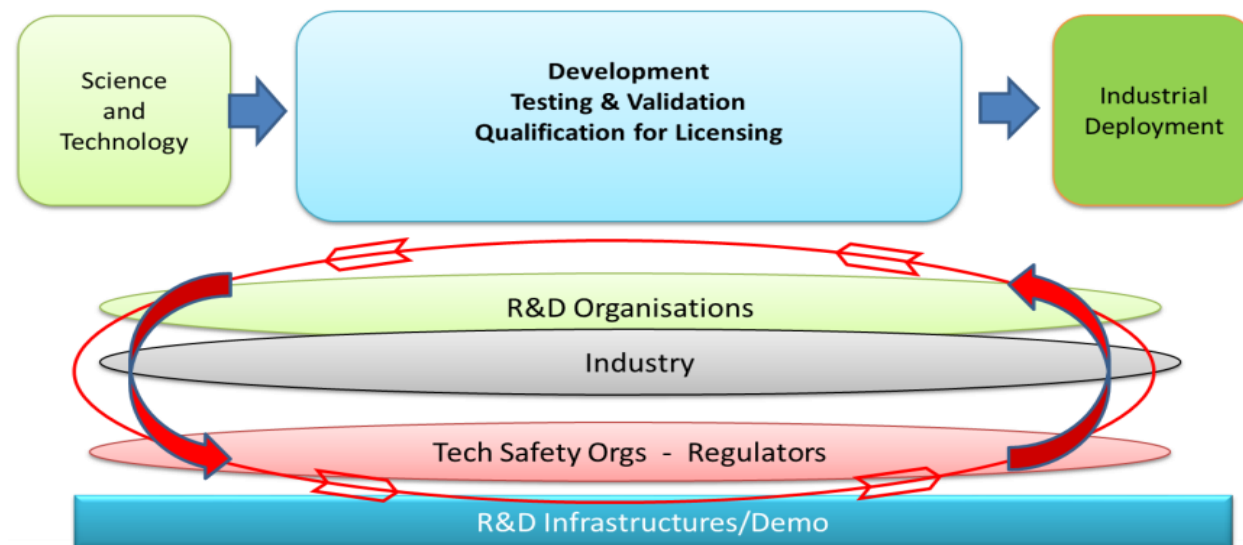 Science
and
Technology
Development
Testing & Validation
Qualification for Licensing
Industrial
Deployment
R&D Organisations
Industry
Tech Safety Orgs - Regulators
R&D Infrastructures/Demo